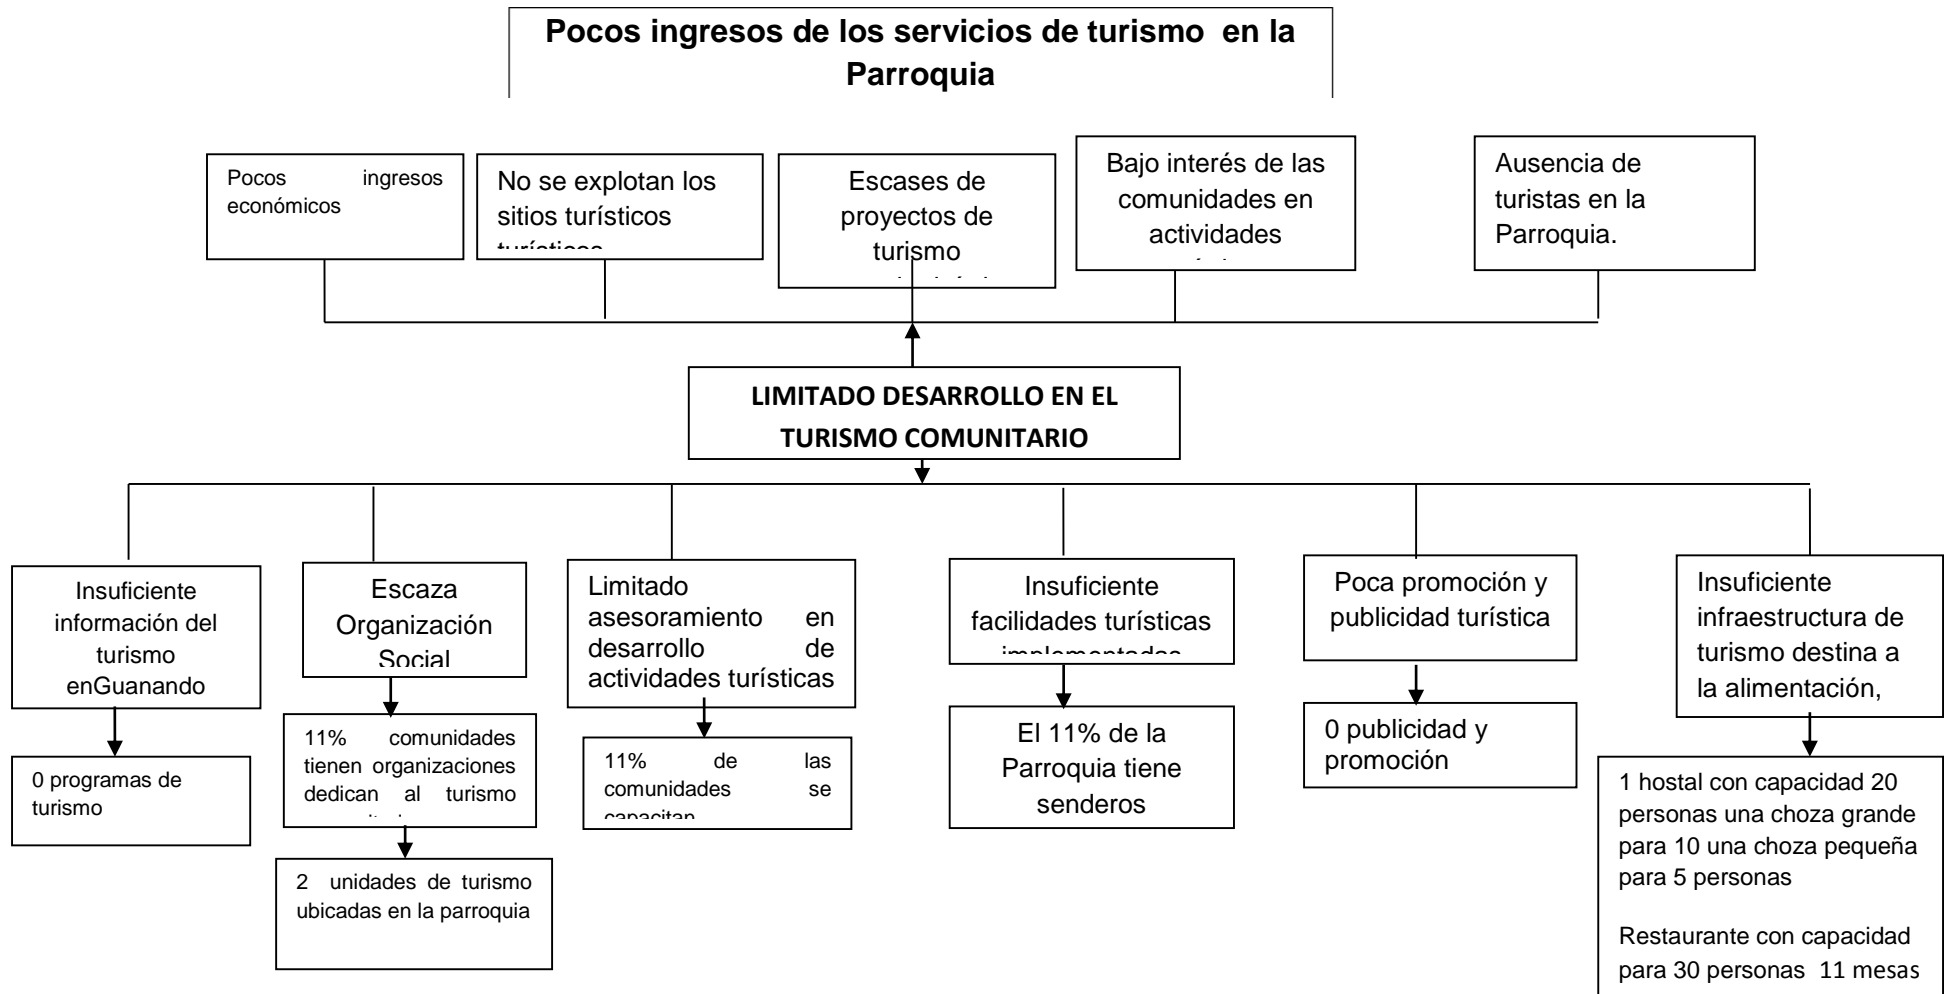 Pocos ingresos de los servicios de turismo en la
Parroquia
Pocos ingresos
económicos
No se explotan los
sitios turísticos
turísticos
Escases de
proyectos de
turismo
Bajo interés de las
comunidades en
actividades
Ausencia de
turistas en la
Parroquia.
LIMITADO DESARROLLO EN EL
TURISMO COMUNITARIO
Insuficiente
información del
turismo
enGuanando
Escaza
Organización
Social
Limitado
asesoramiento en
desarrollo de
actividades turísticas
Insuficiente
facilidades turísticas
implementadas
Poca promoción y
publicidad turística
Insuficiente
infraestructura de
turismo destina a
la alimentación,
0 programas de
turismo
11% comunidades
tienen organizaciones
dedican al turismo
11% de las
comunidades se
capacitan
El 11% de la
Parroquia tiene
senderos
0 publicidad y
promoción
1 hostal con capacidad 20
personas una choza grande
para 10 una choza pequeña
para 5 personas
Restaurante con capacidad
para 30 personas 11 mesas
2 unidades de turismo
ubicadas en la parroquia